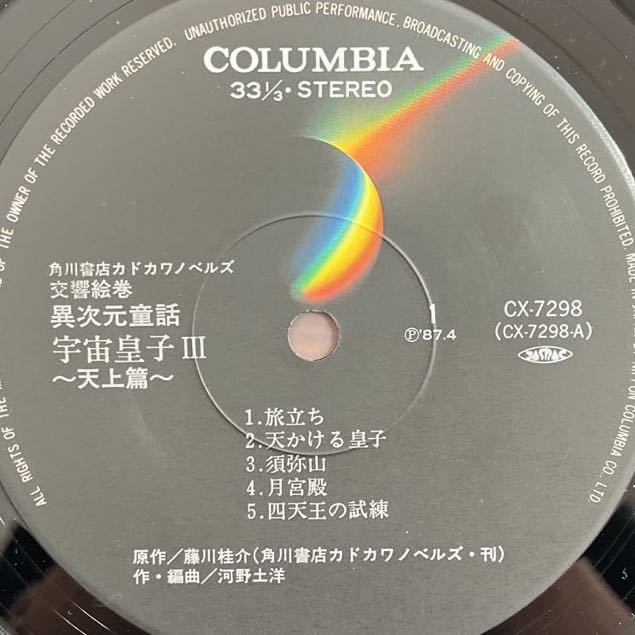 UNAUTHORIZED PUBLIC PERFORMANCE, BROADCASTING AND COPYING OF THIS RECORD PROHIBITED.
ALL RIGHTS OF THE
OF THE OWNER OF THE RECORDED WORK RESERVED.
COLUMBIA
33⅓・STEREO
角川書店カドカワノベルズ
交響絵巻
異次元童話
宇宙皇子III
〜天上篇〜
1
Ⓟ'87.4
CX-7298
(CX-7298-A)
JASRAC
1.旅立ち
2.天かける皇子
3.須弥山
4.月宮殿
5.四天王の試練
原作／藤川桂介(角川書店カドカワノベルズ・刊)
作・編曲／河野土洋
COLUMBIA CO., LTD